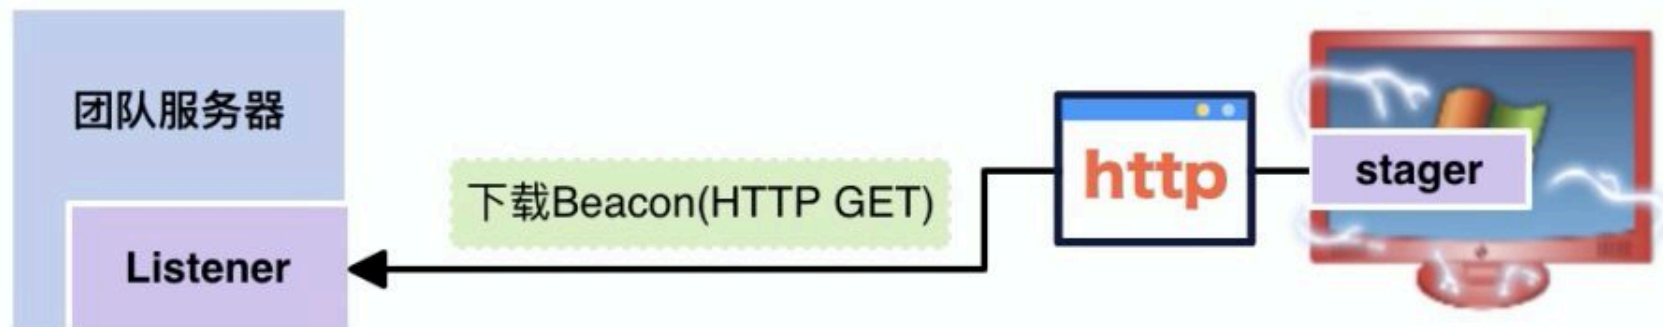 团队服务器
Listener
下载Beacon(HTTP GET)
http
stager